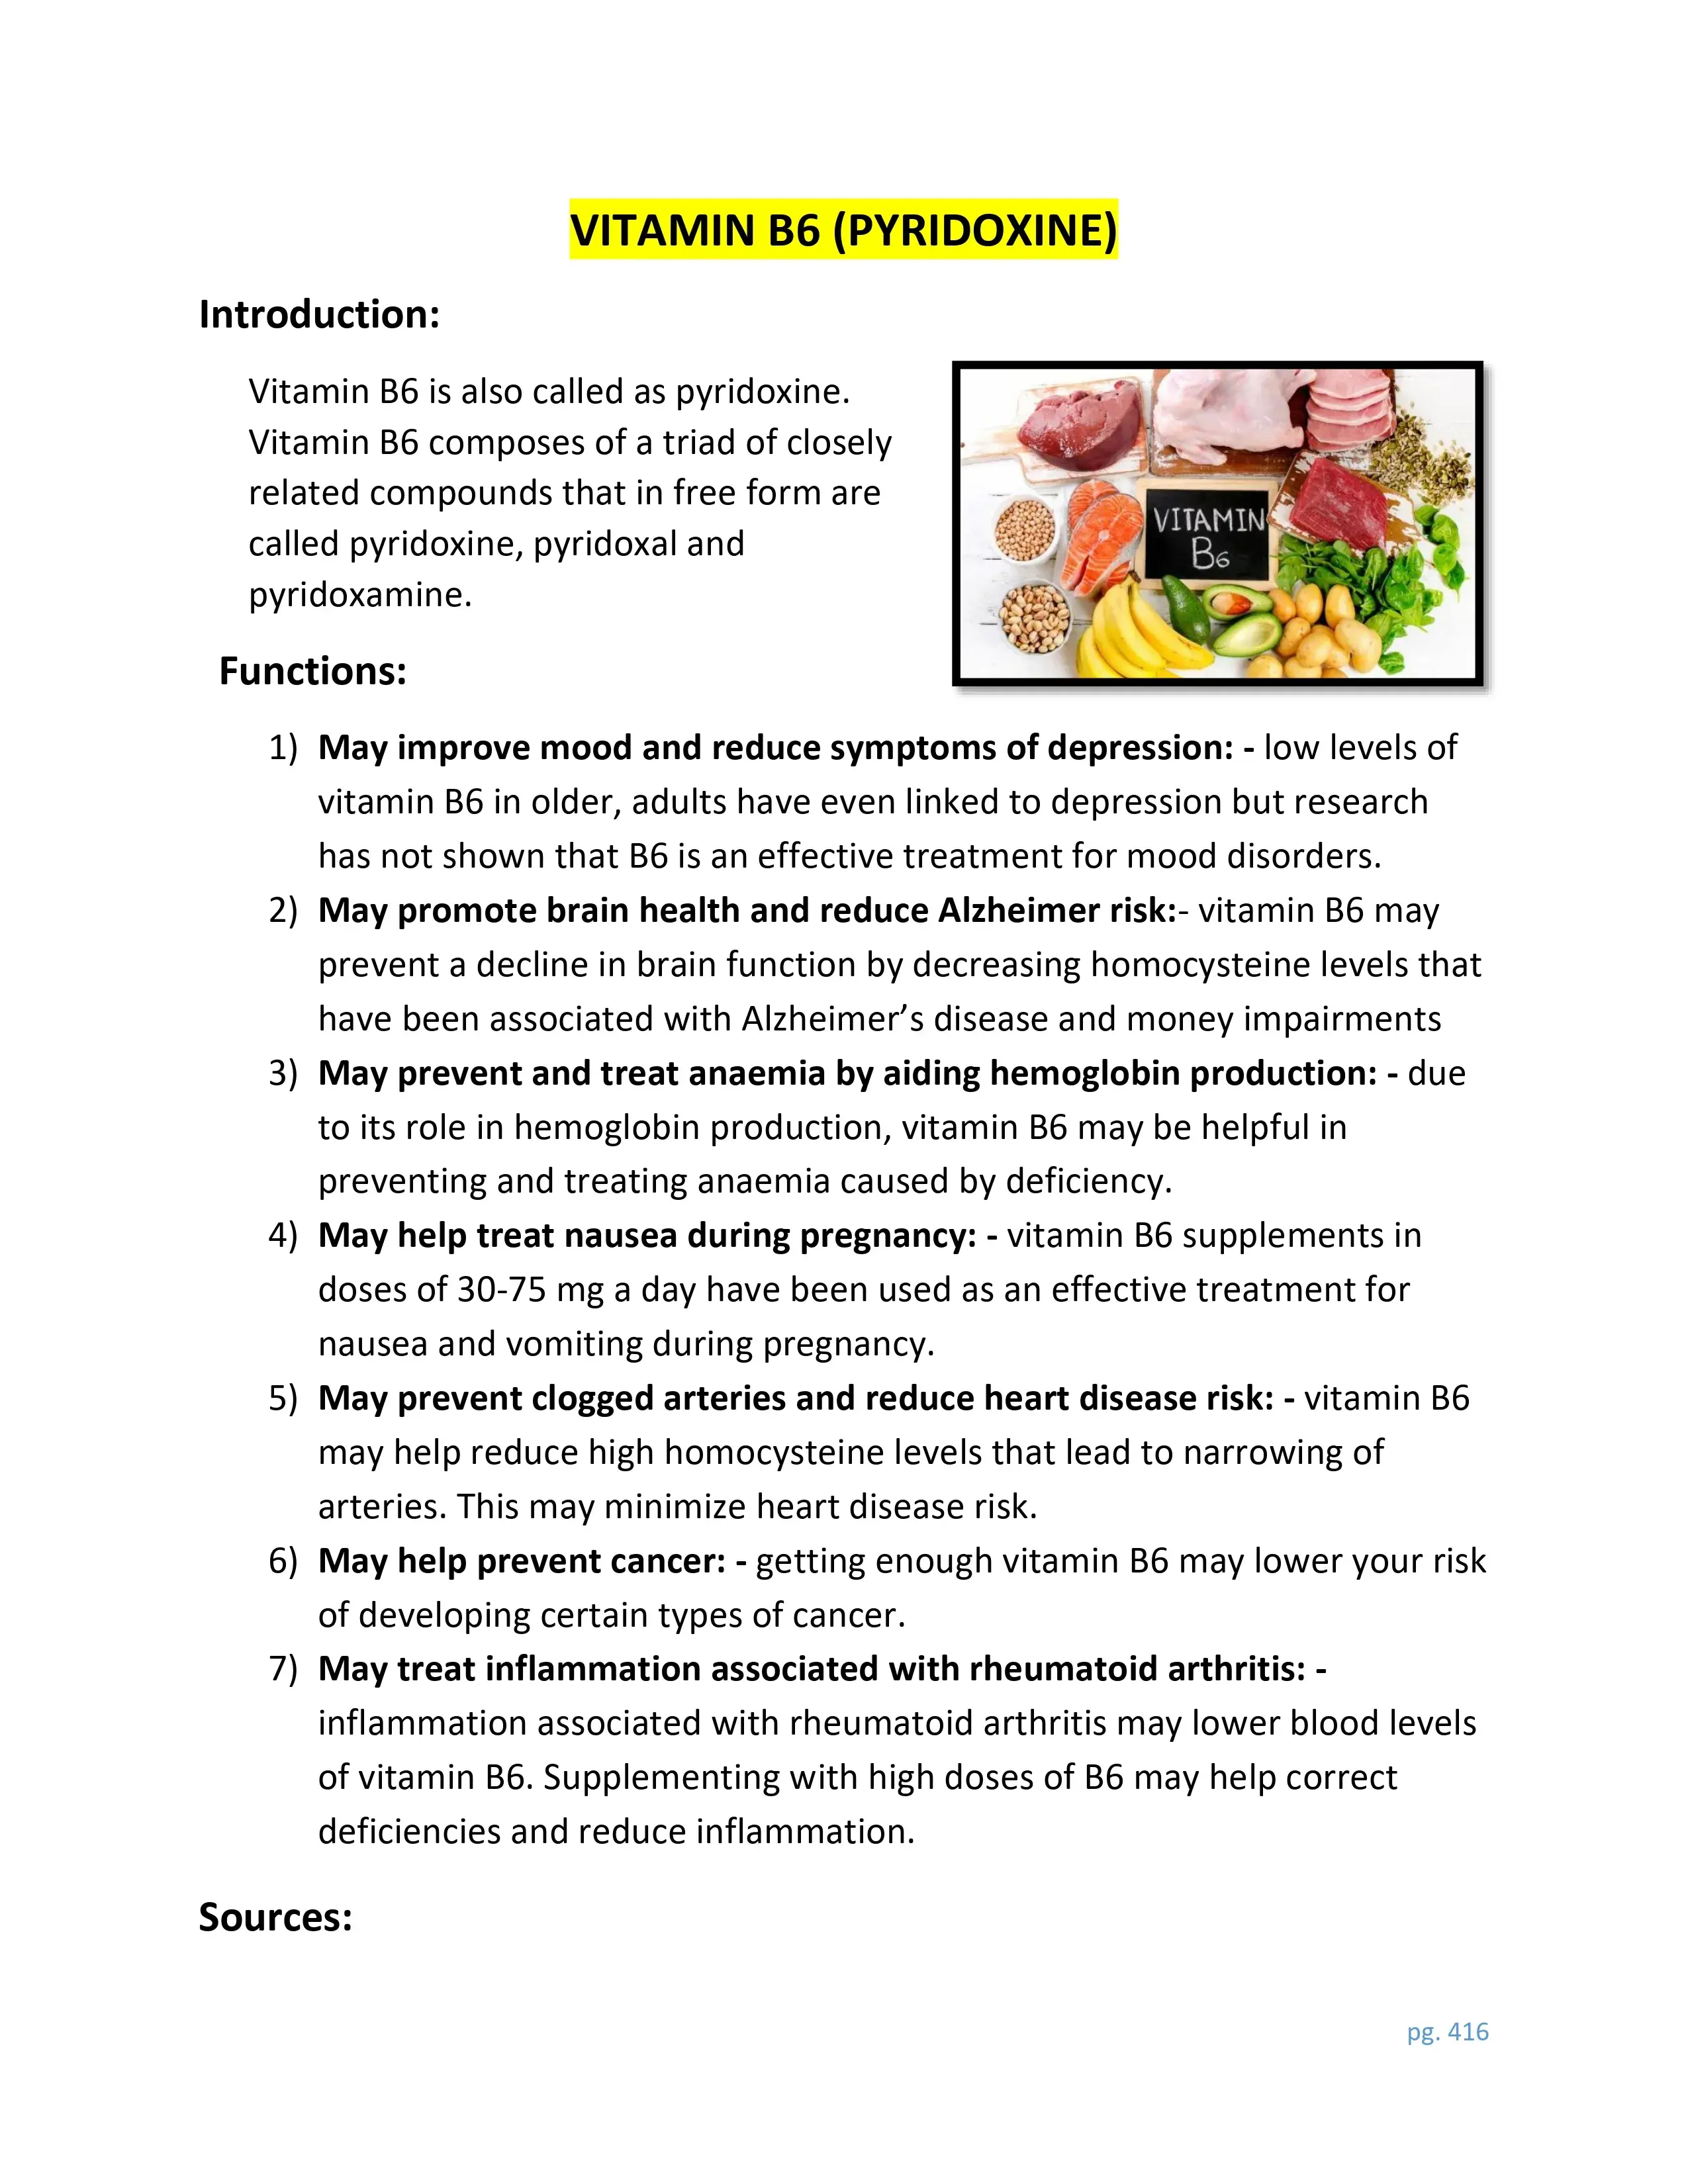 VITAMIN B6 (PYRIDOXINE)
Introduction:
Vitamin B6 is also called as pyridoxine.
Vitamin B6 composes of a triad of closely
related compounds that in free form are
called pyridoxine, pyridoxal and
pyridoxamine.
VITAMIN
B6
Functions:
1) May improve mood and reduce symptoms of depression: - low levels of
vitamin B6 in older, adults have even linked to depression but research
has not shown that B6 is an effective treatment for mood disorders.
2) May promote brain health and reduce Alzheimer risk:- vitamin B6 may
prevent a decline in brain function by decreasing homocysteine levels that
have been associated with Alzheimer’s disease and money impairments
3) May prevent and treat anaemia by aiding hemoglobin production: - due
to its role in hemoglobin production, vitamin B6 may be helpful in
preventing and treating anaemia caused by deficiency.
4) May help treat nausea during pregnancy: - vitamin B6 supplements in
doses of 30-75 mg a day have been used as an effective treatment for
nausea and vomiting during pregnancy.
5) May prevent clogged arteries and reduce heart disease risk: - vitamin B6
may help reduce high homocysteine levels that lead to narrowing of
arteries. This may minimize heart disease risk.
6) May help prevent cancer: - getting enough vitamin B6 may lower your risk
of developing certain types of cancer.
7) May treat inflammation associated with rheumatoid arthritis: -
inflammation associated with rheumatoid arthritis may lower blood levels
of vitamin B6. Supplementing with high doses of B6 may help correct
deficiencies and reduce inflammation.
Sources:
pg. 416